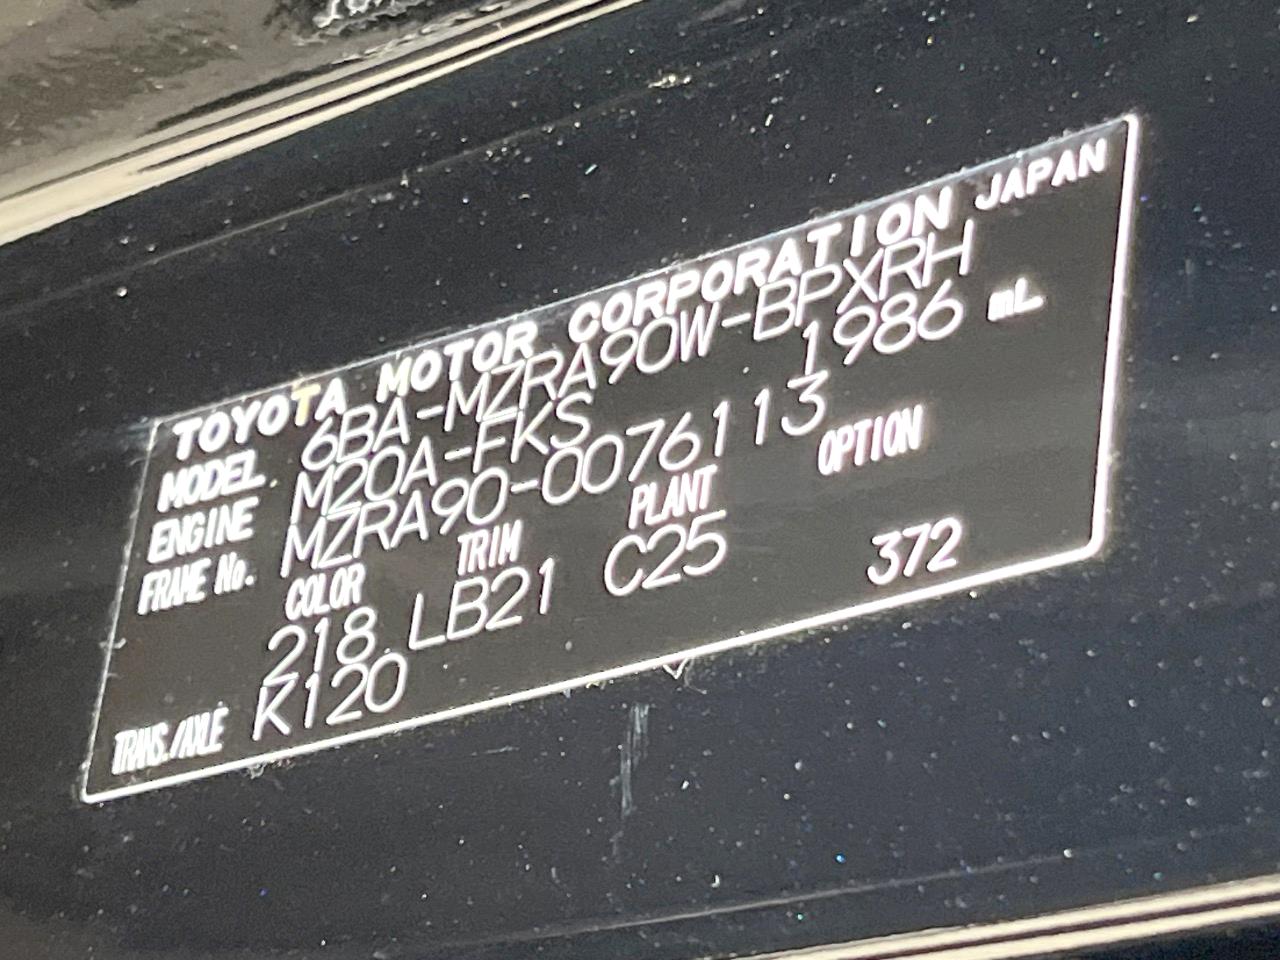 TOYOTA MOTOR CORPORATION JAPAN
MODEL 6BA-MZRA90W-BPXRH
ENGINE M20A-FKS 1986 mL
FRAME No. MZRA90-0076113
COLOR TRIM PLANT OPTION
218 LB21 C25 372
TRANS./AXLE K120